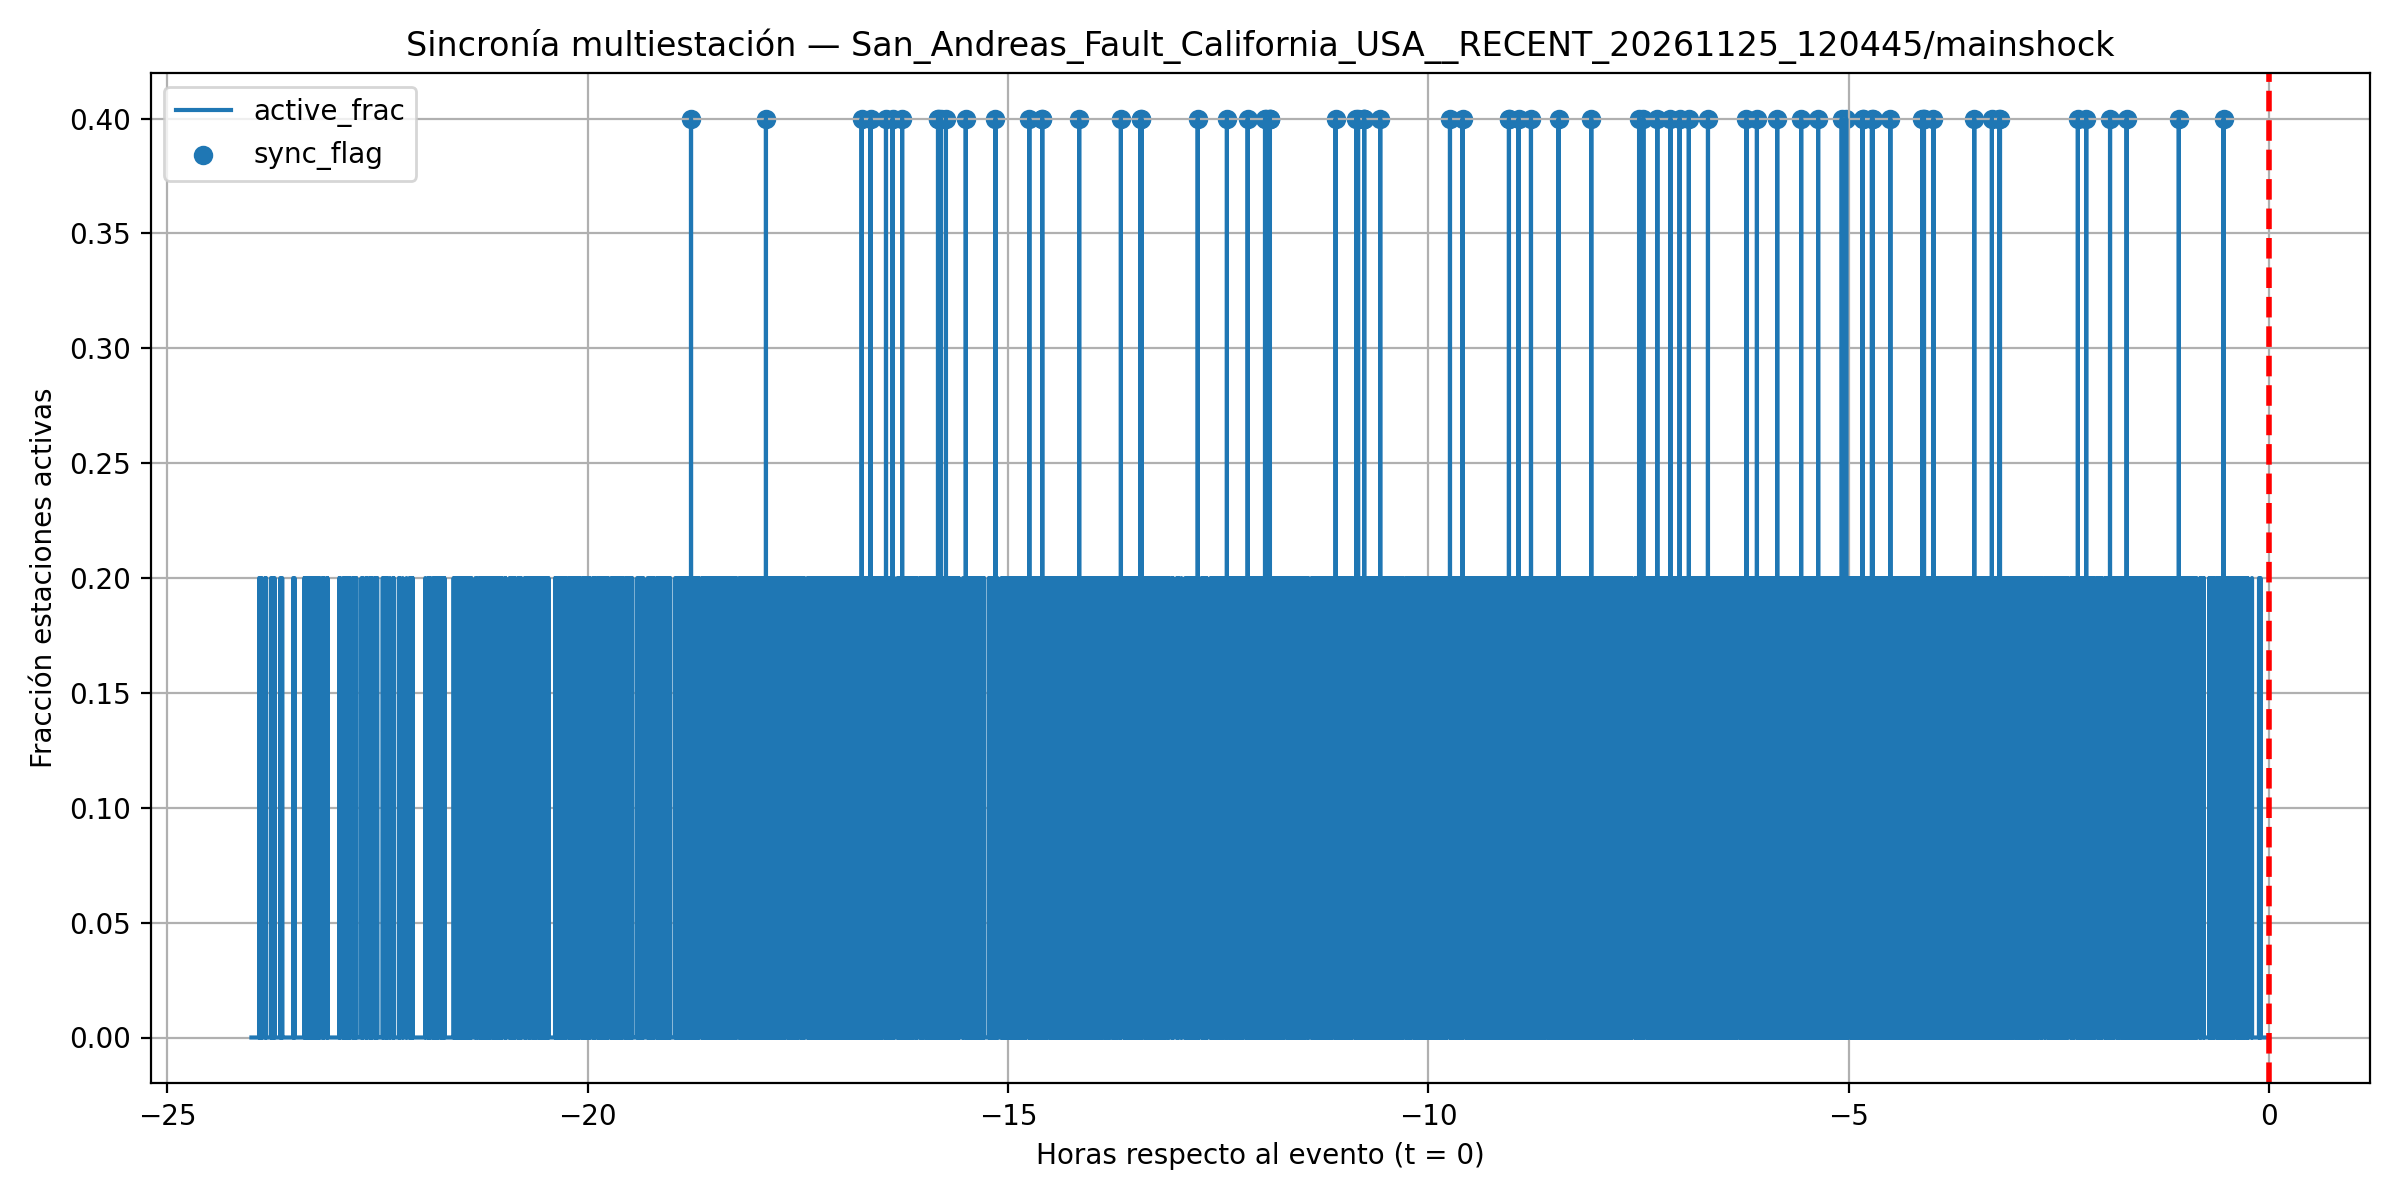 Sincronía multiestación — San_Andreas_Fault_California_USA__RECENT_20261125_120445/mainshock
active_frac
sync_flag
Fracción estaciones activas
0.40
0.35
0.30
0.25
0.20
0.15
0.10
0.05
0.00
−25 −20 −15 −10 −5 0
Horas respecto al evento (t = 0)